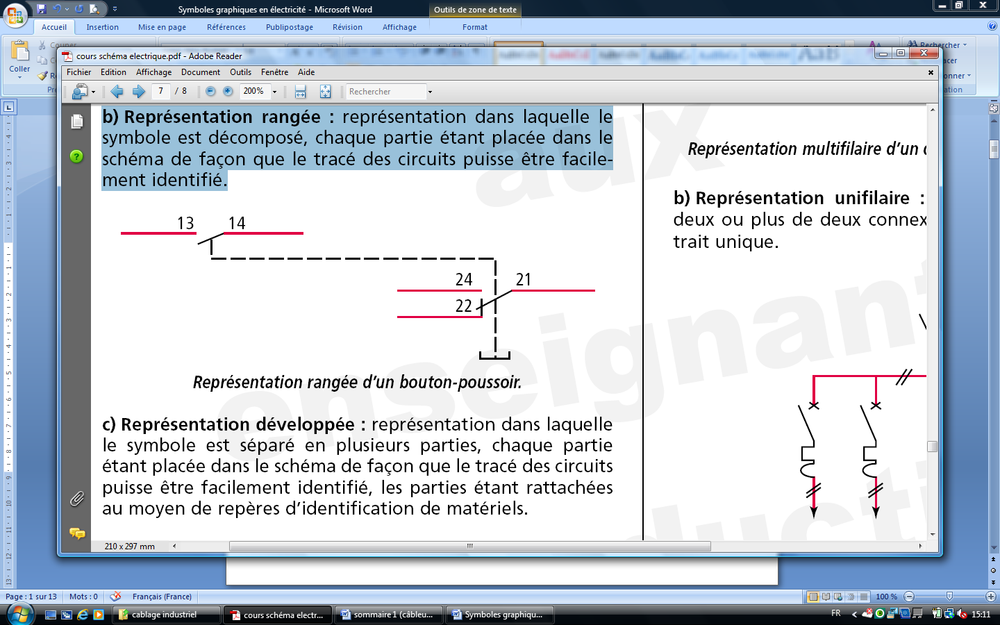 Symboles graphiques en électricité - Microsoft Word
Outils de zone de texte
Accueil
Insertion
Mise en page
Références
Publipostage
Révision
Affichage
Format
Coller
Rechercher
cours schéma electrique.pdf - Adobe Reader
Fichier Edition Affichage Document Outils Fenêtre Aide
7 / 8
200%
Rechercher
b) Représentation rangée : représentation dans laquelle le
symbole est décomposé, chaque partie étant placée dans le
schéma de façon que le tracé des circuits puisse être facile-
ment identifié.
13 14
24 21
22
Représentation rangée d'un bouton-poussoir.
c) Représentation développée : représentation dans laquelle
le symbole est séparé en plusieurs parties, chaque partie
étant placée dans le schéma de façon que le tracé des circuits
puisse être facilement identifié, les parties étant rattachées
au moyen de repères d'identification de matériels.
Représentation multifilaire d'un
b) Représentation unifilaire :
deux ou plus de deux connex
trait unique.
aux
enseignant
210 x 297 mm
Page : 1 sur 13
Mots : 0
Français (France)
100 %
cablage industriel
cours schéma electr...
sommaire 1 (câbleu...
Symboles graphiqu...
FR
15:11